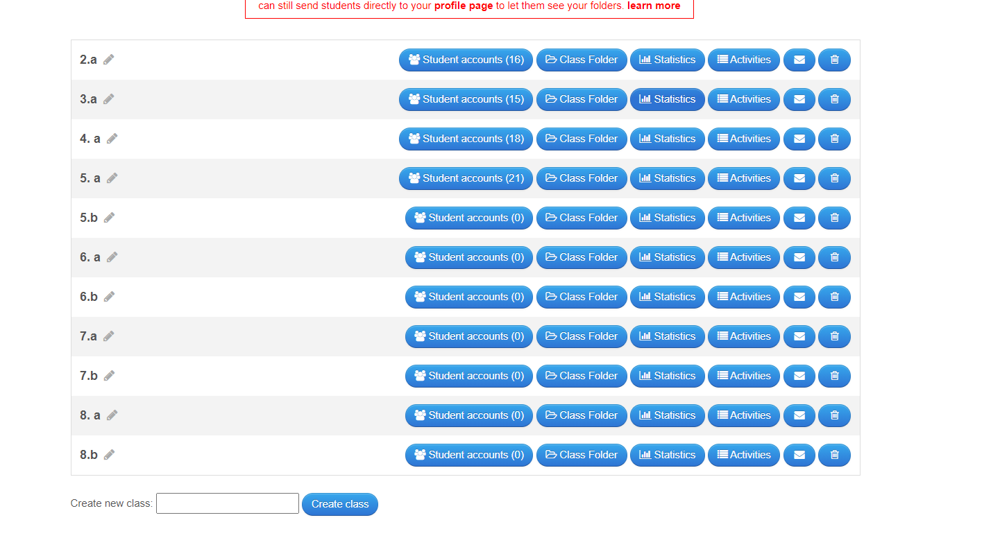 can still send students directly to your profile page to let them see your folders. learn more
2.a Student accounts (16) Class Folder Statistics Activities
3.a Student accounts (15) Class Folder Statistics Activities
4. a Student accounts (18) Class Folder Statistics Activities
5. a Student accounts (21) Class Folder Statistics Activities
5.b Student accounts (0) Class Folder Statistics Activities
6. a Student accounts (0) Class Folder Statistics Activities
6.b Student accounts (0) Class Folder Statistics Activities
7.a Student accounts (0) Class Folder Statistics Activities
7.b Student accounts (0) Class Folder Statistics Activities
8. a Student accounts (0) Class Folder Statistics Activities
8.b Student accounts (0) Class Folder Statistics Activities
Create new class: Create class